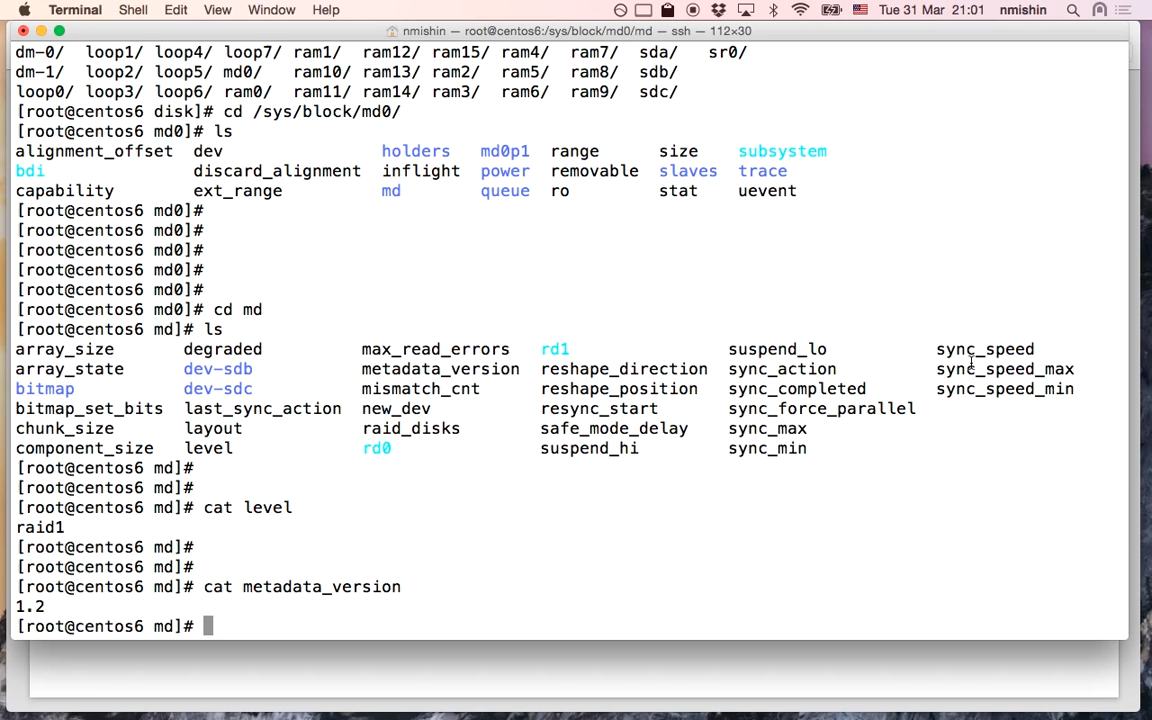 Terminal Shell Edit View Window Help Tue 31 Mar 21:01 nmishin
nmishin — root@centos6:/sys/block/md0/md — ssh — 112×30
dm-0/ loop1/ loop4/ loop7/ ram1/ ram12/ ram15/ ram4/ ram7/ sda/ sr0/
dm-1/ loop2/ loop5/ md0/ ram10/ ram13/ ram2/ ram5/ ram8/ sdb/
loop0/ loop3/ loop6/ ram0/ ram11/ ram14/ ram3/ ram6/ ram9/ sdc/
[root@centos6 disk]# cd /sys/block/md0/
[root@centos6 md0]# ls
alignment_offset dev holders md0p1 range size subsystem
bdi discard_alignment inflight power removable slaves trace
capability ext_range md queue ro stat uevent
[root@centos6 md0]#
[root@centos6 md0]#
[root@centos6 md0]#
[root@centos6 md0]#
[root@centos6 md0]#
[root@centos6 md0]# cd md
[root@centos6 md]# ls
array_size degraded max_read_errors rd1 suspend_lo sync_speed
array_state dev-sdb metadata_version reshape_direction sync_action sync_speed_max
bitmap dev-sdc mismatch_cnt reshape_position sync_completed sync_speed_min
bitmap_set_bits last_sync_action new_dev resync_start sync_force_parallel
chunk_size layout raid_disks safe_mode_delay sync_max
component_size level rd0 suspend_hi sync_min
[root@centos6 md]#
[root@centos6 md]#
[root@centos6 md]# cat level
raid1
[root@centos6 md]#
[root@centos6 md]#
[root@centos6 md]# cat metadata_version
1.2
[root@centos6 md]#